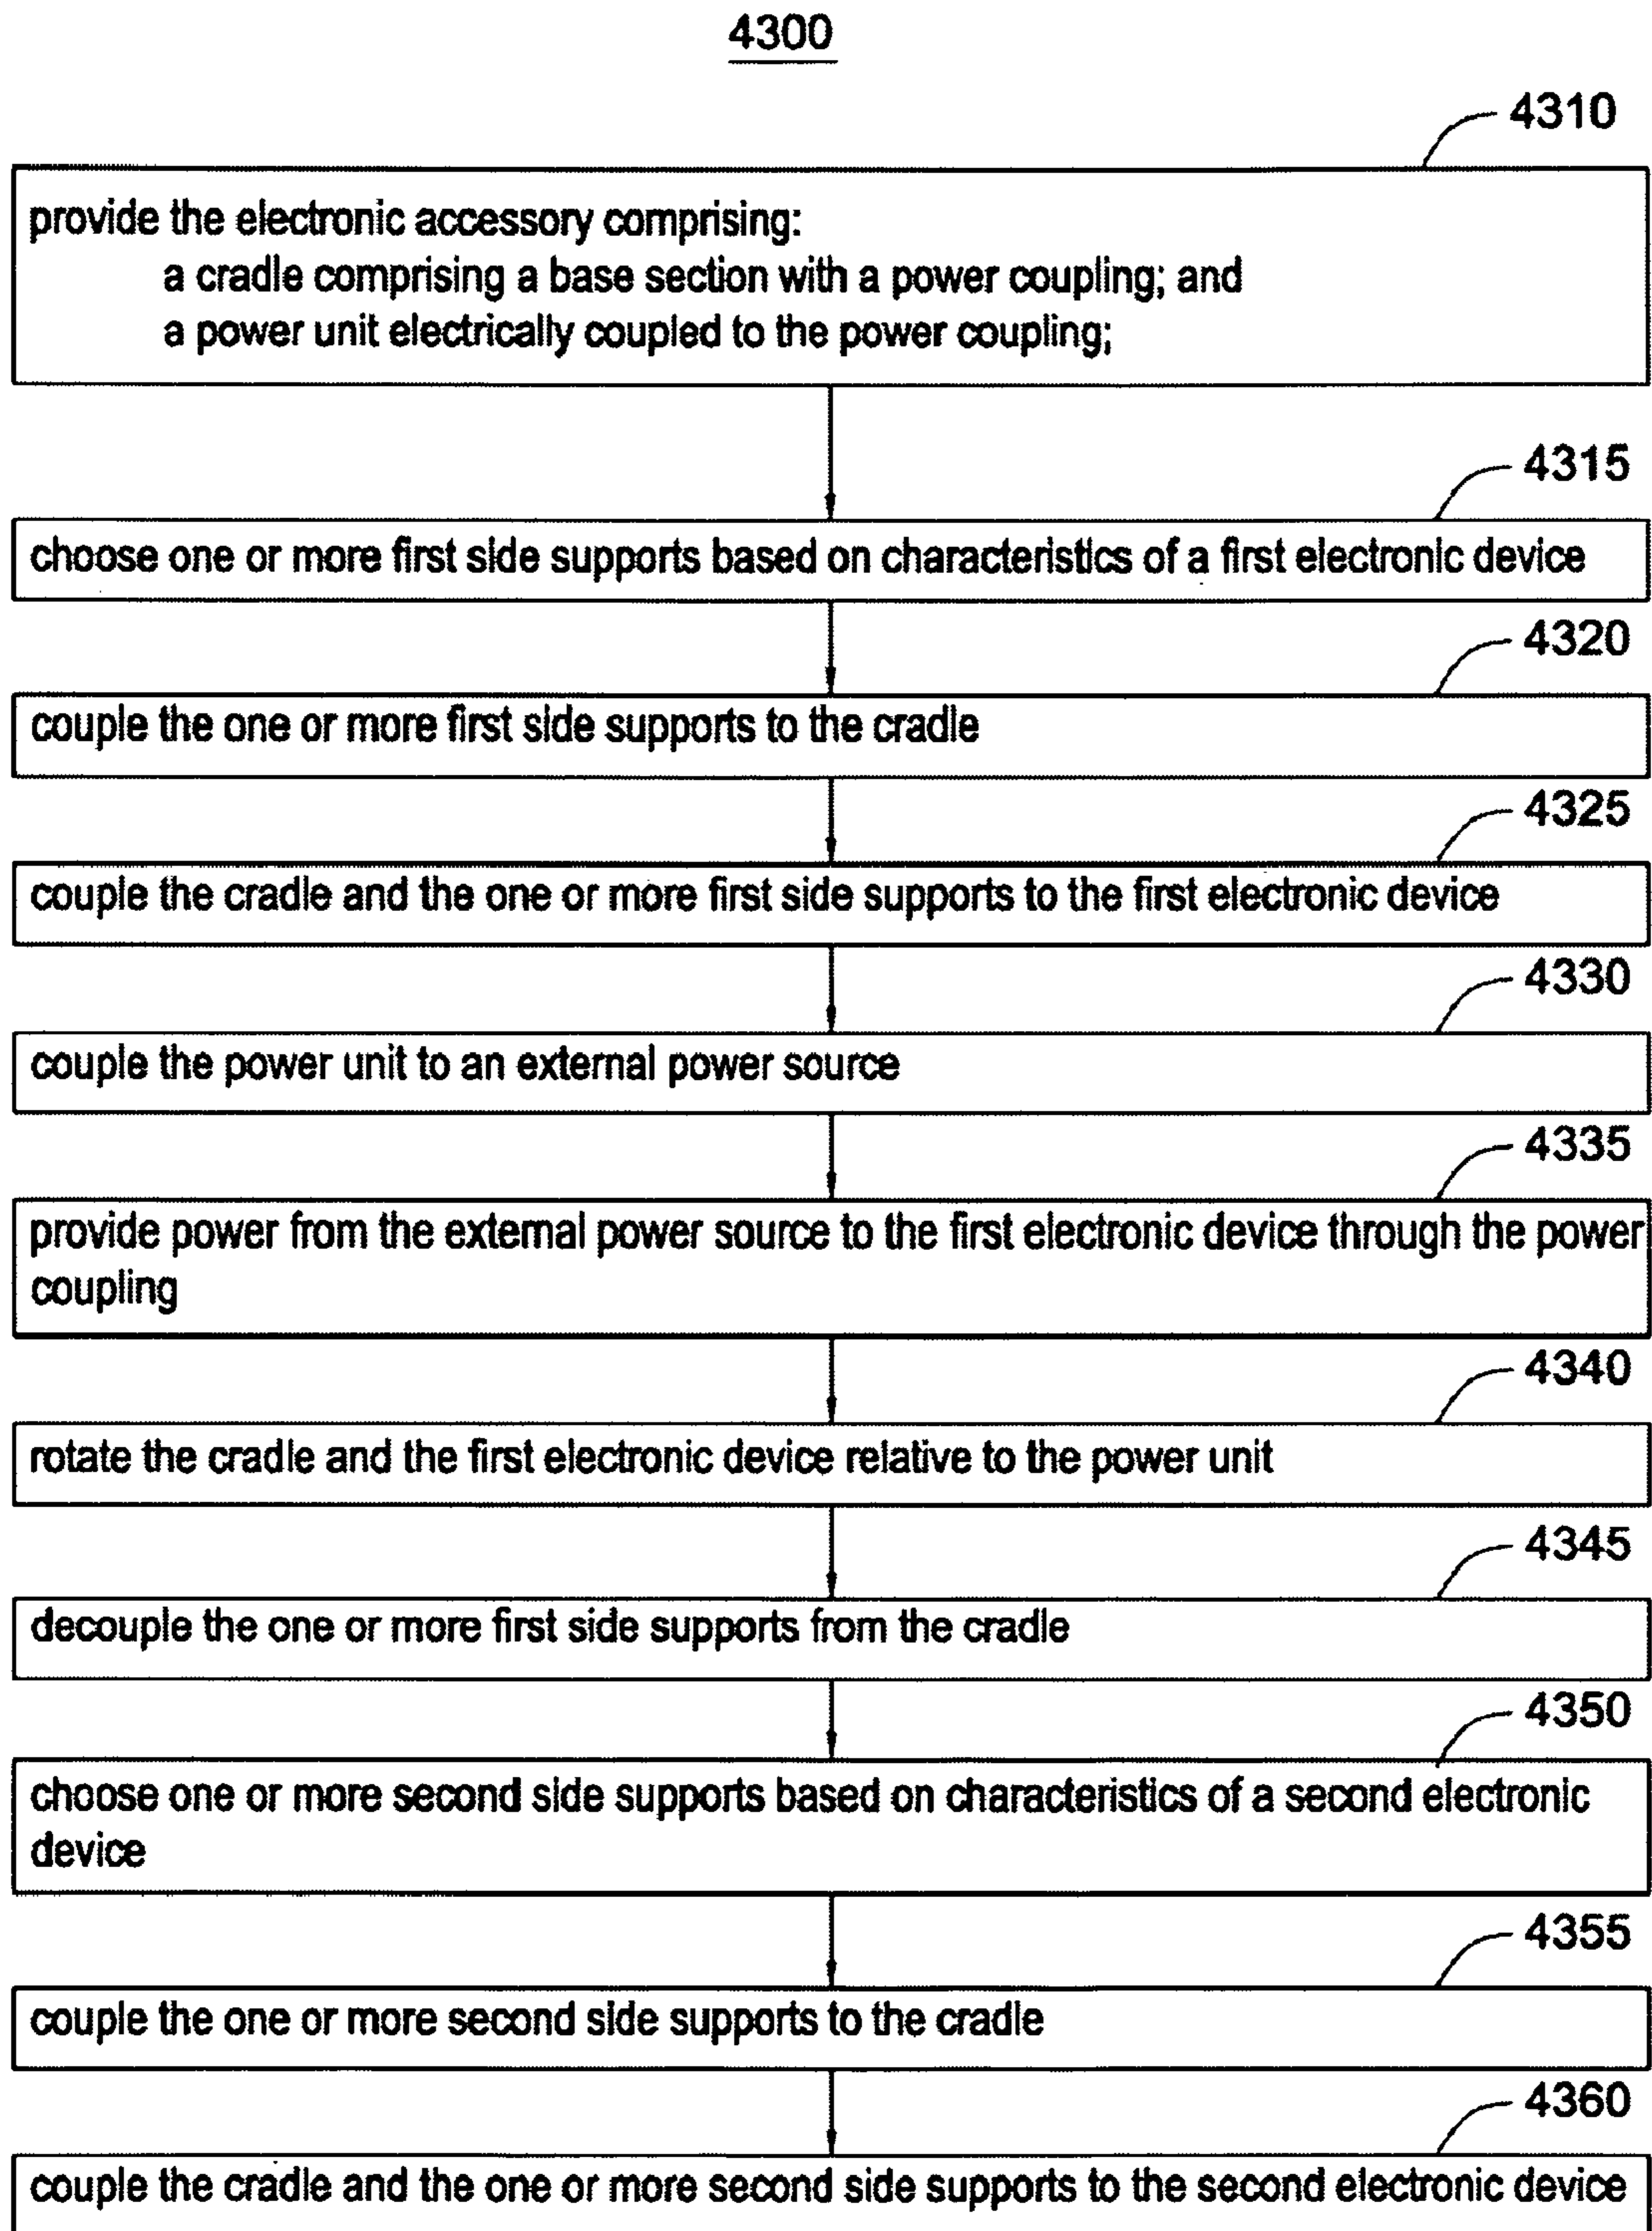 4300
4310
provide the electronic accessory comprising:
a cradle comprising a base section with a power coupling; and
a power unit electrically coupled to the power coupling;
4315
choose one or more first side supports based on characteristics of a first electronic device
4320
couple the one or more first side supports to the cradle
4325
couple the cradle and the one or more first side supports to the first electronic device
4330
couple the power unit to an external power source
4335
provide power from the external power source to the first electronic device through the power
coupling
4340
rotate the cradle and the first electronic device relative to the power unit
4345
decouple the one or more first side supports from the cradle
4350
choose one or more second side supports based on characteristics of a second electronic
device
4355
couple the one or more second side supports to the cradle
4360
couple the cradle and the one or more second side supports to the second electronic device